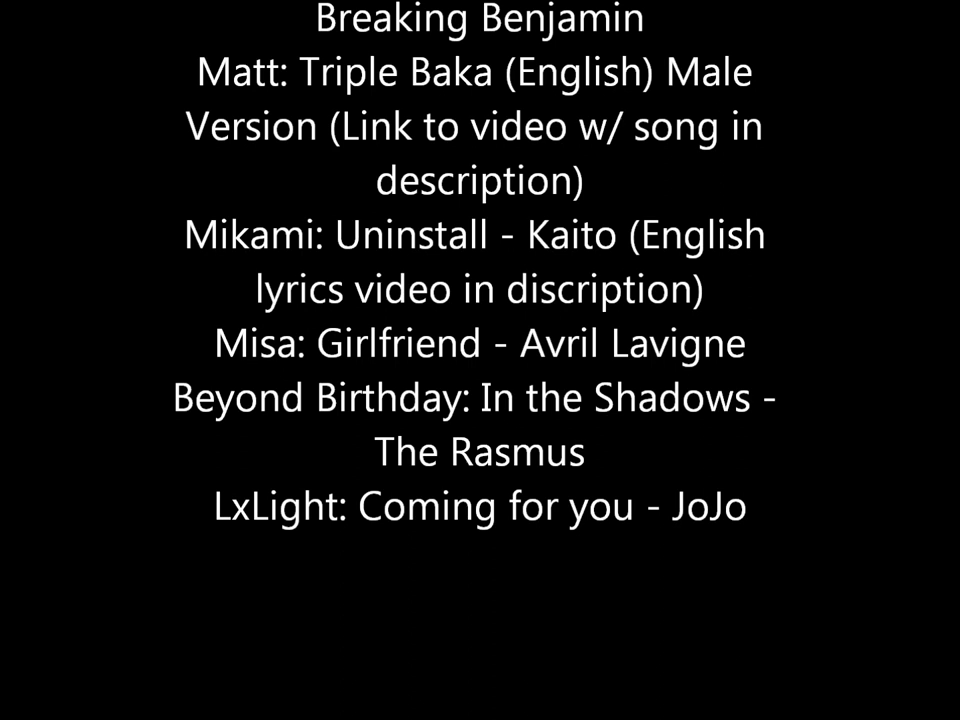 Breaking Benjamin
Matt: Triple Baka (English) Male
Version (Link to video w/ song in
description)
Mikami: Uninstall - Kaito (English
lyrics video in discription)
Misa: Girlfriend - Avril Lavigne
Beyond Birthday: In the Shadows -
The Rasmus
LxLight: Coming for you - JoJo